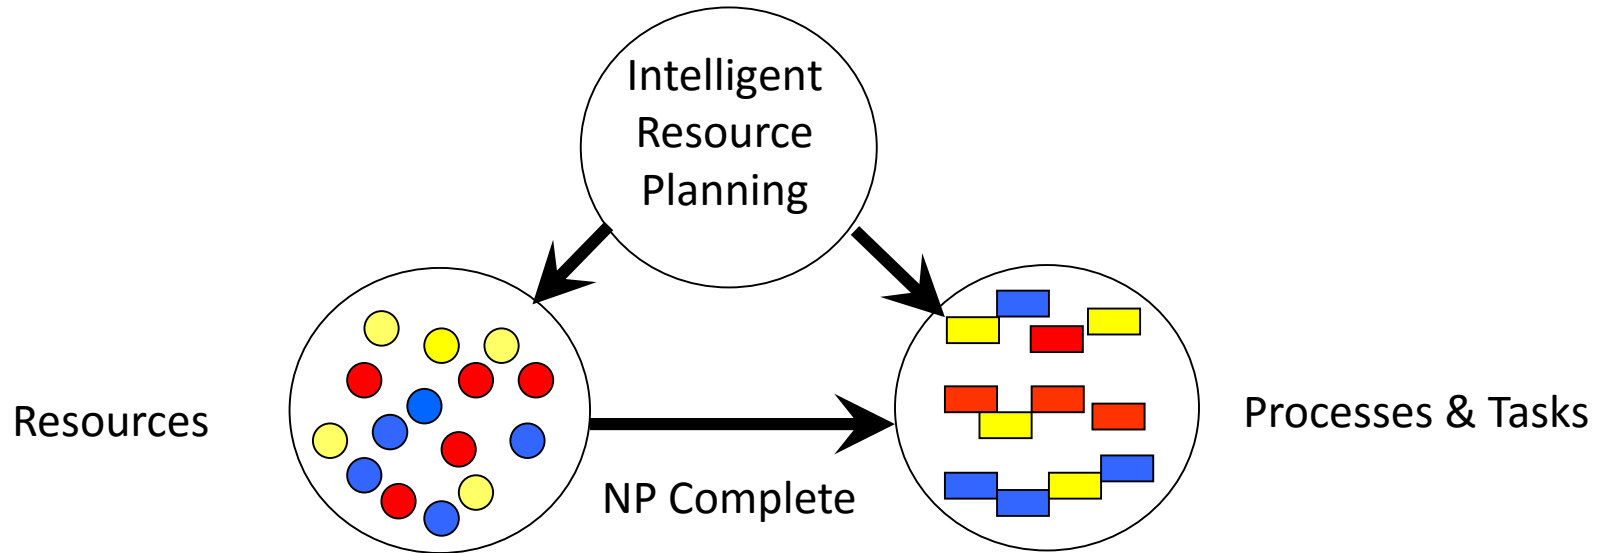 Intelligent
Resource
Planning
Resources
NP Complete
Processes & Tasks